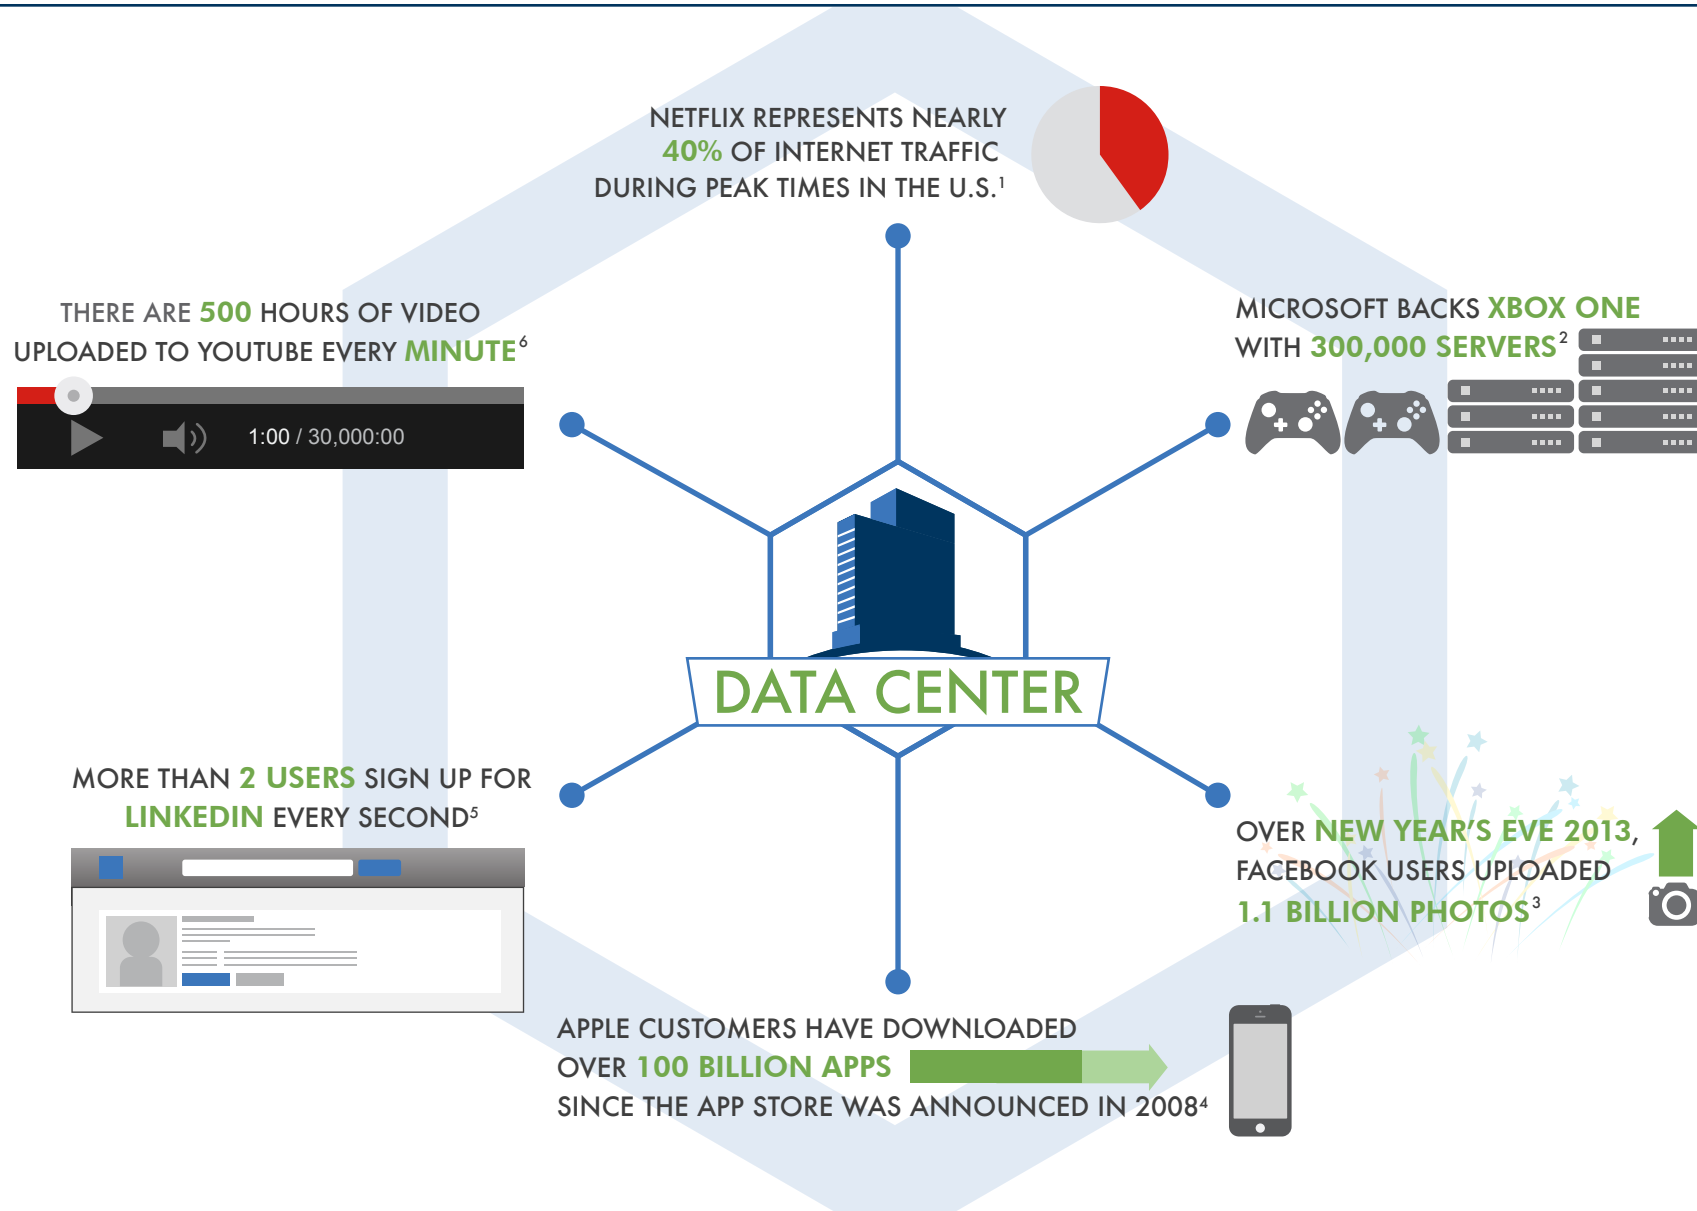 NETFLIX REPRESENTS NEARLY
40% OF INTERNET TRAFFIC
DURING PEAK TIMES IN THE U.S.¹
MICROSOFT BACKS XBOX ONE
WITH 300,000 SERVERS²
OVER NEW YEAR'S EVE 2013,
FACEBOOK USERS UPLOADED
1.1 BILLION PHOTOS³
APPLE CUSTOMERS HAVE DOWNLOADED
OVER 100 BILLION APPS
SINCE THE APP STORE WAS ANNOUNCED IN 2008⁴
MORE THAN 2 USERS SIGN UP FOR
LINKEDIN EVERY SECOND⁵
THERE ARE 500 HOURS OF VIDEO
UPLOADED TO YOUTUBE EVERY MINUTE⁶
1:00 / 30,000:00
DATA CENTER